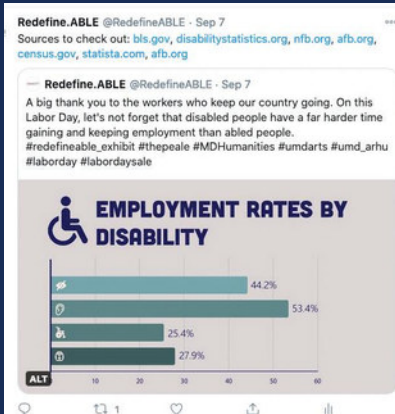 Redefine.ABLE @RedefineABLE · Sep 7
Sources to check out: bls.gov, disabilitystatistics.org, nfb.org, afb.org,
census.gov, statista.com, afb.org
Redefine.ABLE @RedefineABLE · Sep 7
A big thank you to the workers who keep our country going. On this
Labor Day, let's not forget that disabled people have a far harder time
gaining and keeping employment than abled people.
#redefineable_exhibit #thepeale #MDHumanities #umdarts #umd_arhu
#laborday #labordaysale
EMPLOYMENT RATES BY
DISABILITY
44.2%
53.4%
25.4%
27.9%
ALT
10 20 30 40 50 60
1